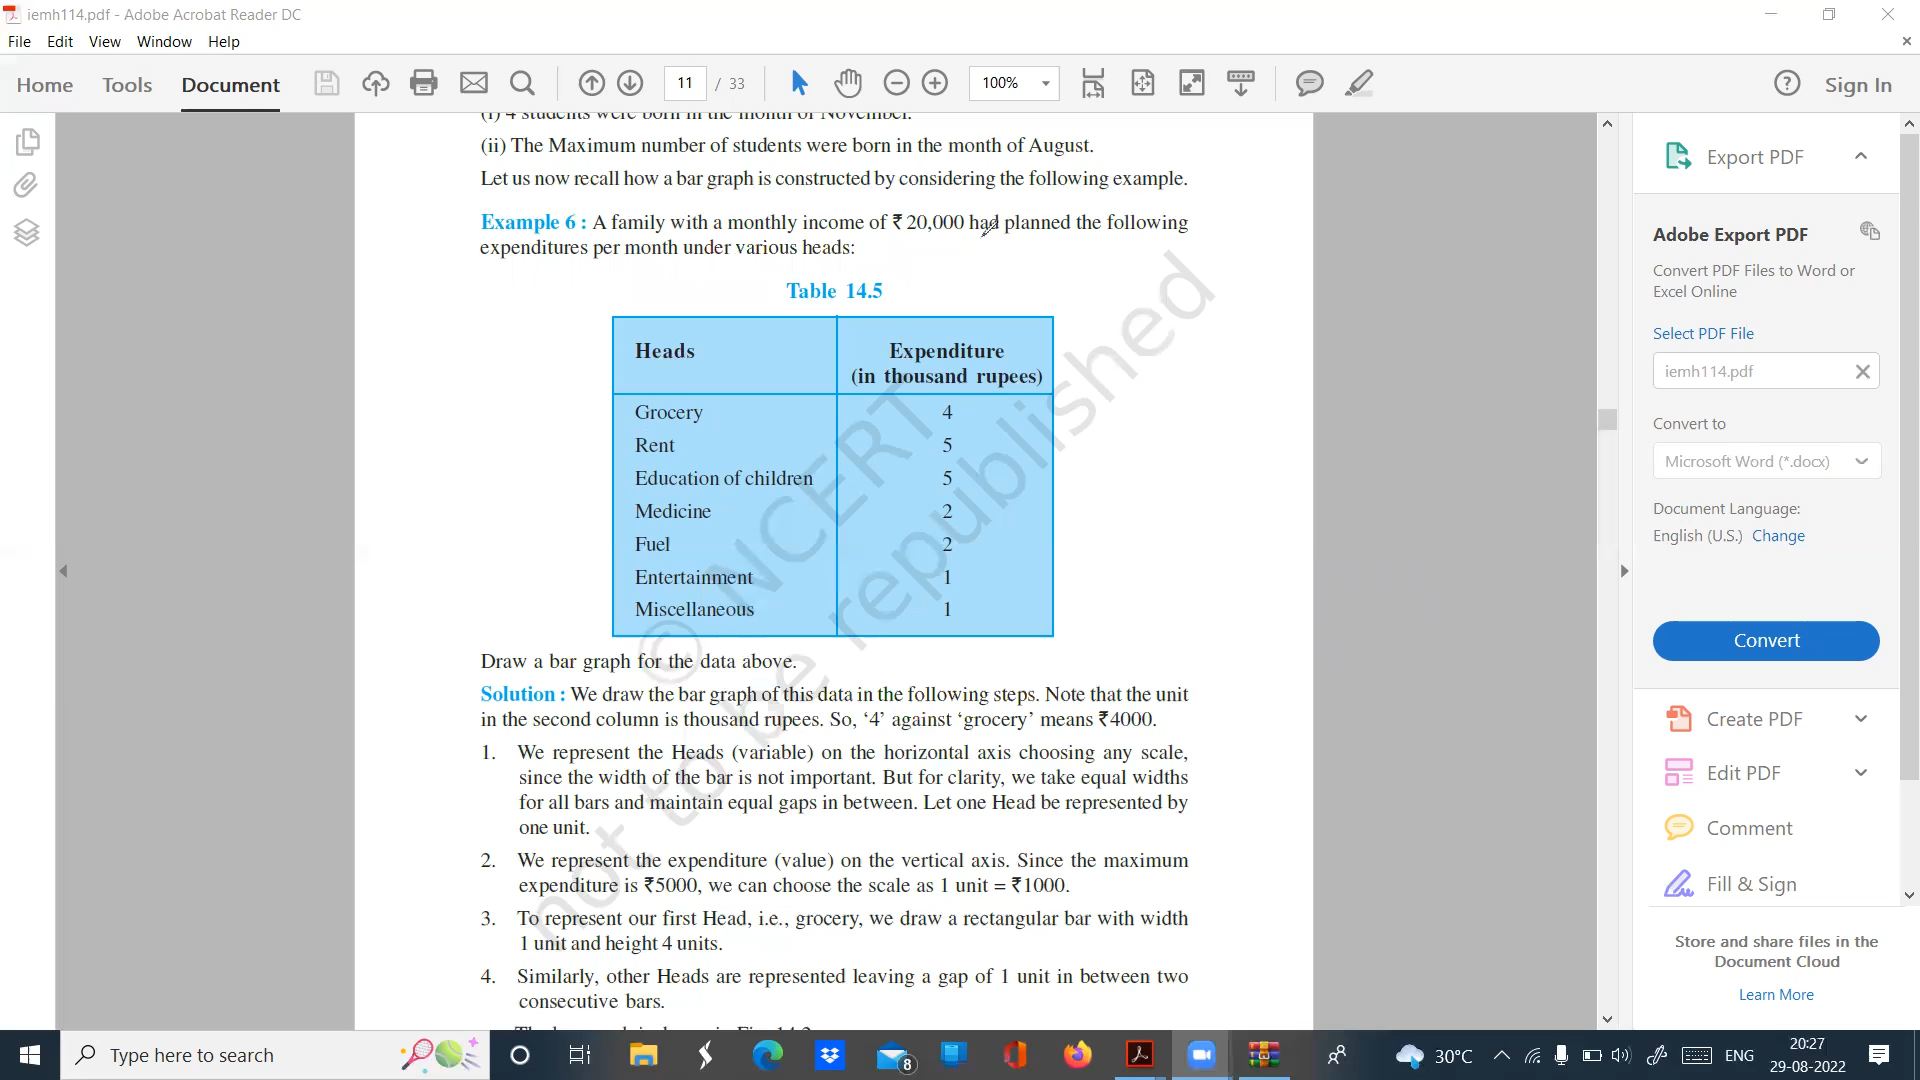 iemh114.pdf - Adobe Acrobat Reader DC
File Edit View Window Help
Home Tools Document 11 / 33 100% Sign In
(i) 4 students were born in the month of November.
(ii) The Maximum number of students were born in the month of August.
Let us now recall how a bar graph is constructed by considering the following example.
Example 6 : A family with a monthly income of ₹ 20,000 had planned the following
expenditures per month under various heads:
Table 14.5
Heads Expenditure
(in thousand rupees)
Grocery 4
Rent 5
Education of children 5
Medicine 2
Fuel 2
Entertainment 1
Miscellaneous 1
© NCERT
not to be republished
Draw a bar graph for the data above.
Solution : We draw the bar graph of this data in the following steps. Note that the unit
in the second column is thousand rupees. So, ‘4’ against ‘grocery’ means ₹4000.
1. We represent the Heads (variable) on the horizontal axis choosing any scale,
since the width of the bar is not important. But for clarity, we take equal widths
for all bars and maintain equal gaps in between. Let one Head be represented by
one unit.
2. We represent the expenditure (value) on the vertical axis. Since the maximum
expenditure is ₹5000, we can choose the scale as 1 unit = ₹1000.
3. To represent our first Head, i.e., grocery, we draw a rectangular bar with width
1 unit and height 4 units.
4. Similarly, other Heads are represented leaving a gap of 1 unit in between two
consecutive bars.
Export PDF
Adobe Export PDF
Convert PDF Files to Word or
Excel Online
Select PDF File
iemh114.pdf
Convert to
Microsoft Word (*.docx)
Document Language:
English (U.S.) Change
Convert
Create PDF
Edit PDF
Comment
Fill & Sign
Store and share files in the
Document Cloud
Learn More
Type here to search 8 30°C ENG 20:27
29-08-2022